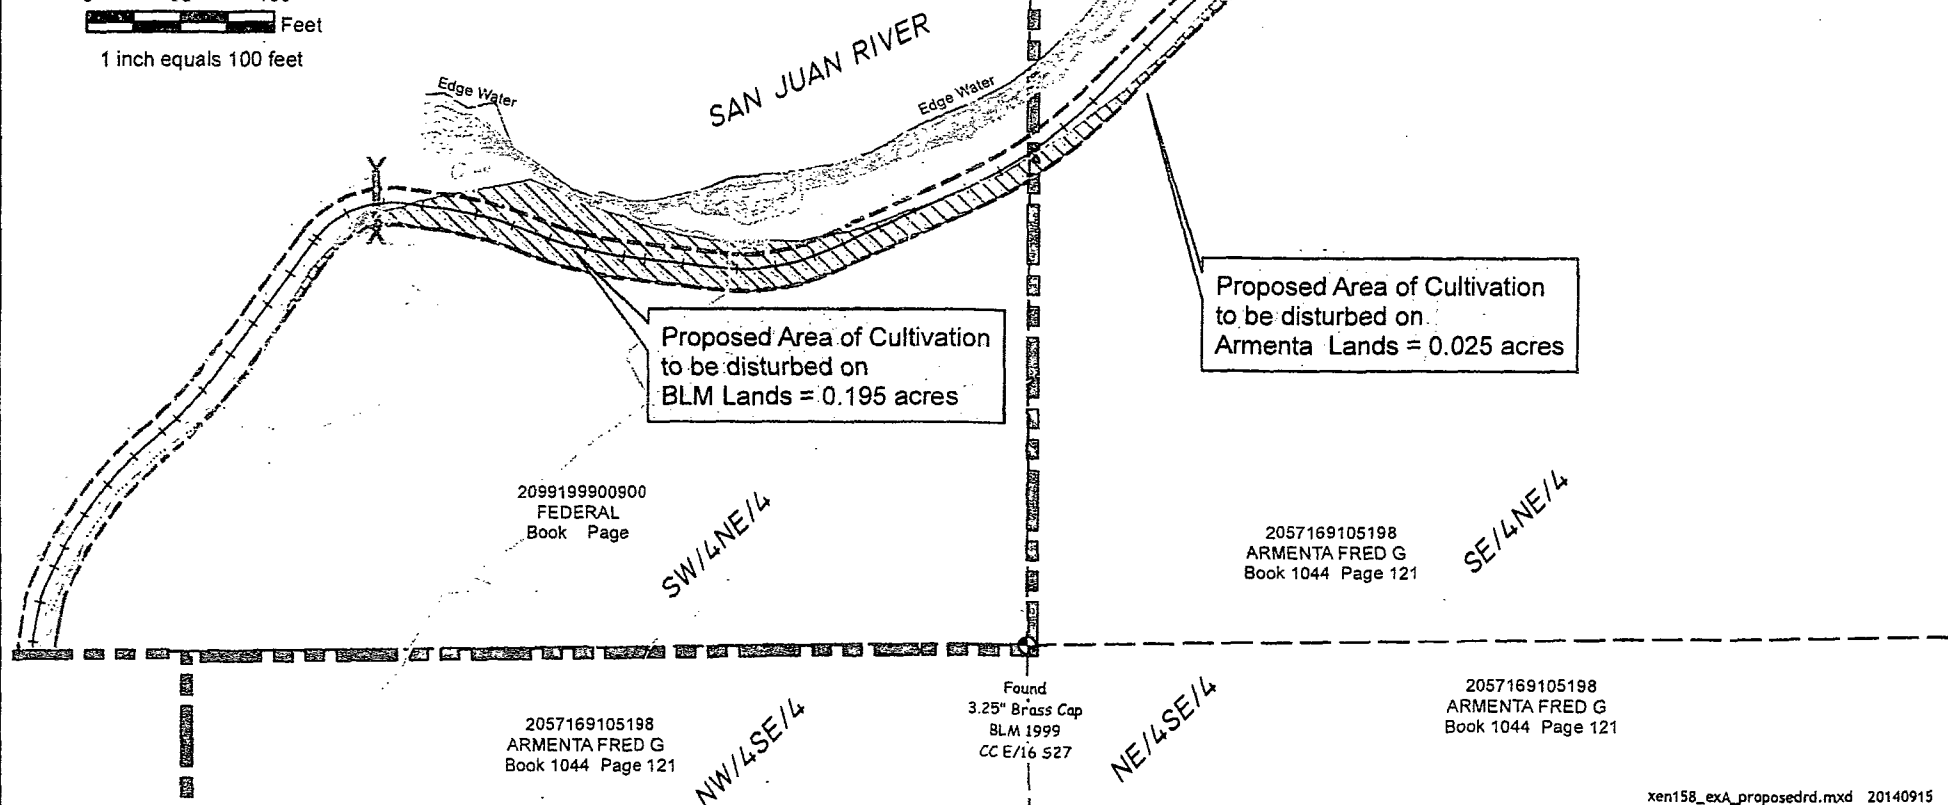 Feet
1 inch equals 100 feet
SAN JUAN RIVER
Edge Water
Edge Water
Y
X
Proposed Area of Cultivation
to be disturbed on
Armenta Lands = 0.025 acres
Proposed Area of Cultivation
to be disturbed on
BLM Lands = 0.195 acres
2099199900900
FEDERAL
Book Page
SW/4NE/4
2057169105198
ARMENTA FRED G
Book 1044 Page 121
SE/4NE/4
2057169105198
ARMENTA FRED G
Book 1044 Page 121
NW/4SE/4
Found
3.25" Brass Cap
BLM 1999
CC E/16 S27
NE/4SE/4
2057169105198
ARMENTA FRED G
Book 1044 Page 121
xen158_exA_proposedrd.mxd 20140915